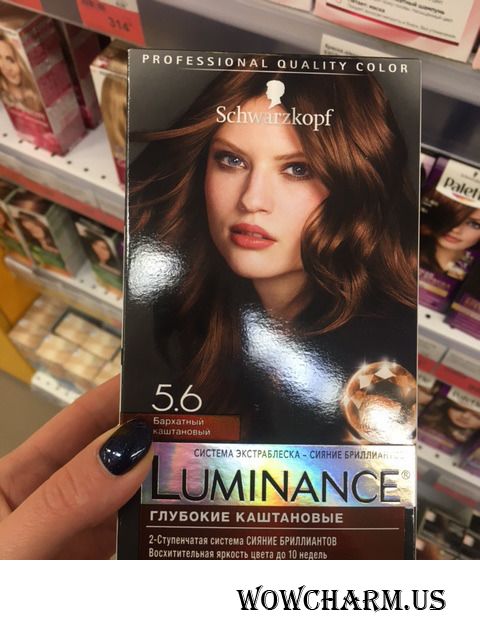 314
PROFESSIONAL QUALITY COLOR
Schwarzkopf
Palette
5.6
Бархатный
каштановый
СИСТЕМА ЭКСТРАБЛЕСКА - СИЯНИЕ БРИЛЛИАНТОВ
LUMINANCE®
ГЛУБОКИЕ КАШТАНОВЫЕ
2-Ступенчатая система СИЯНИЕ БРИЛЛИАНТОВ
Восхитительная яркость цвета до 10 недель
WOWCHARM.US